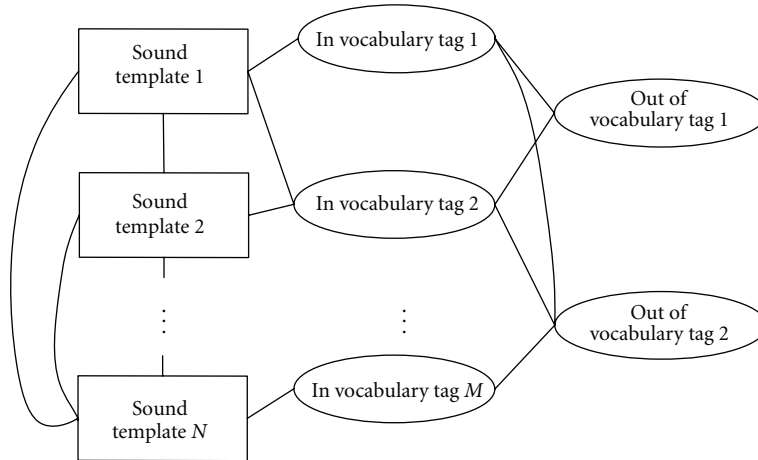 Sound
template 1
In vocabulary tag 1
Out of
vocabulary tag 1
Sound
template 2
In vocabulary tag 2
Out of
vocabulary tag 2
Sound
template N
In vocabulary tag M